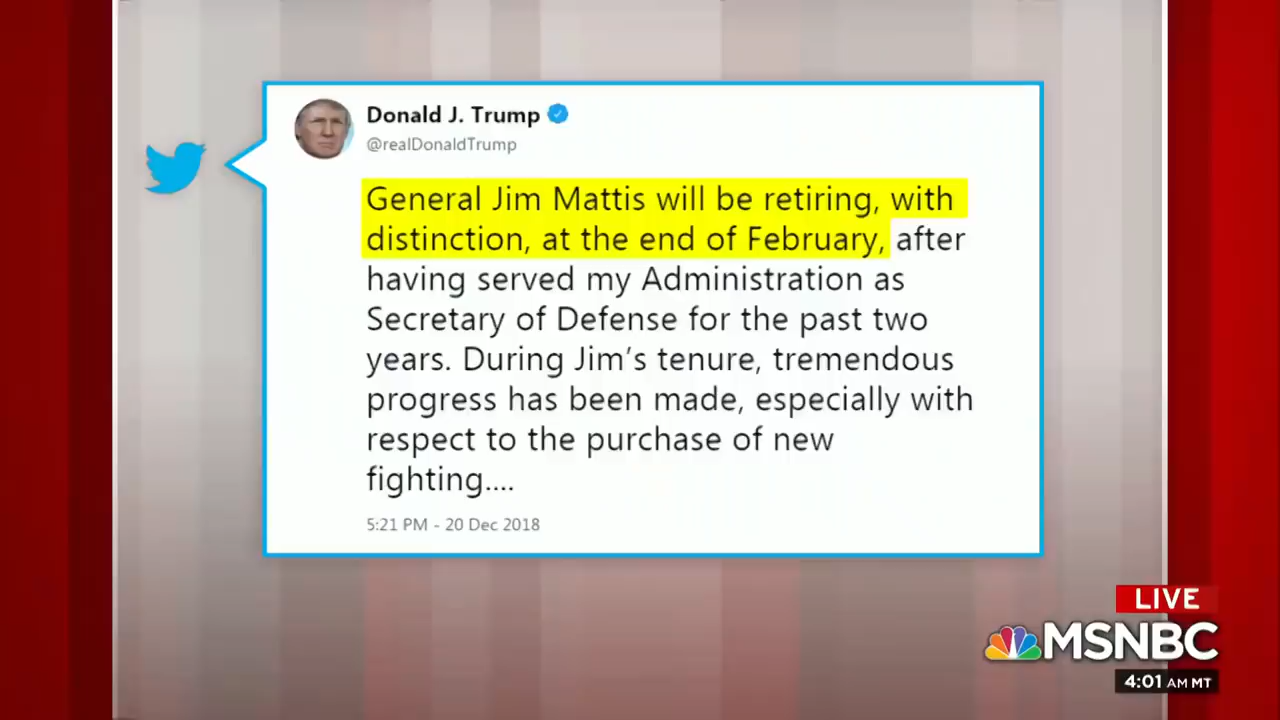 Donald J. Trump
@realDonaldTrump
General Jim Mattis will be retiring, with
distinction, at the end of February, after
having served my Administration as
Secretary of Defense for the past two
years. During Jim's tenure, tremendous
progress has been made, especially with
respect to the purchase of new
fighting....
5:21 PM - 20 Dec 2018
LIVE
MSNBC
4:01 AM MT